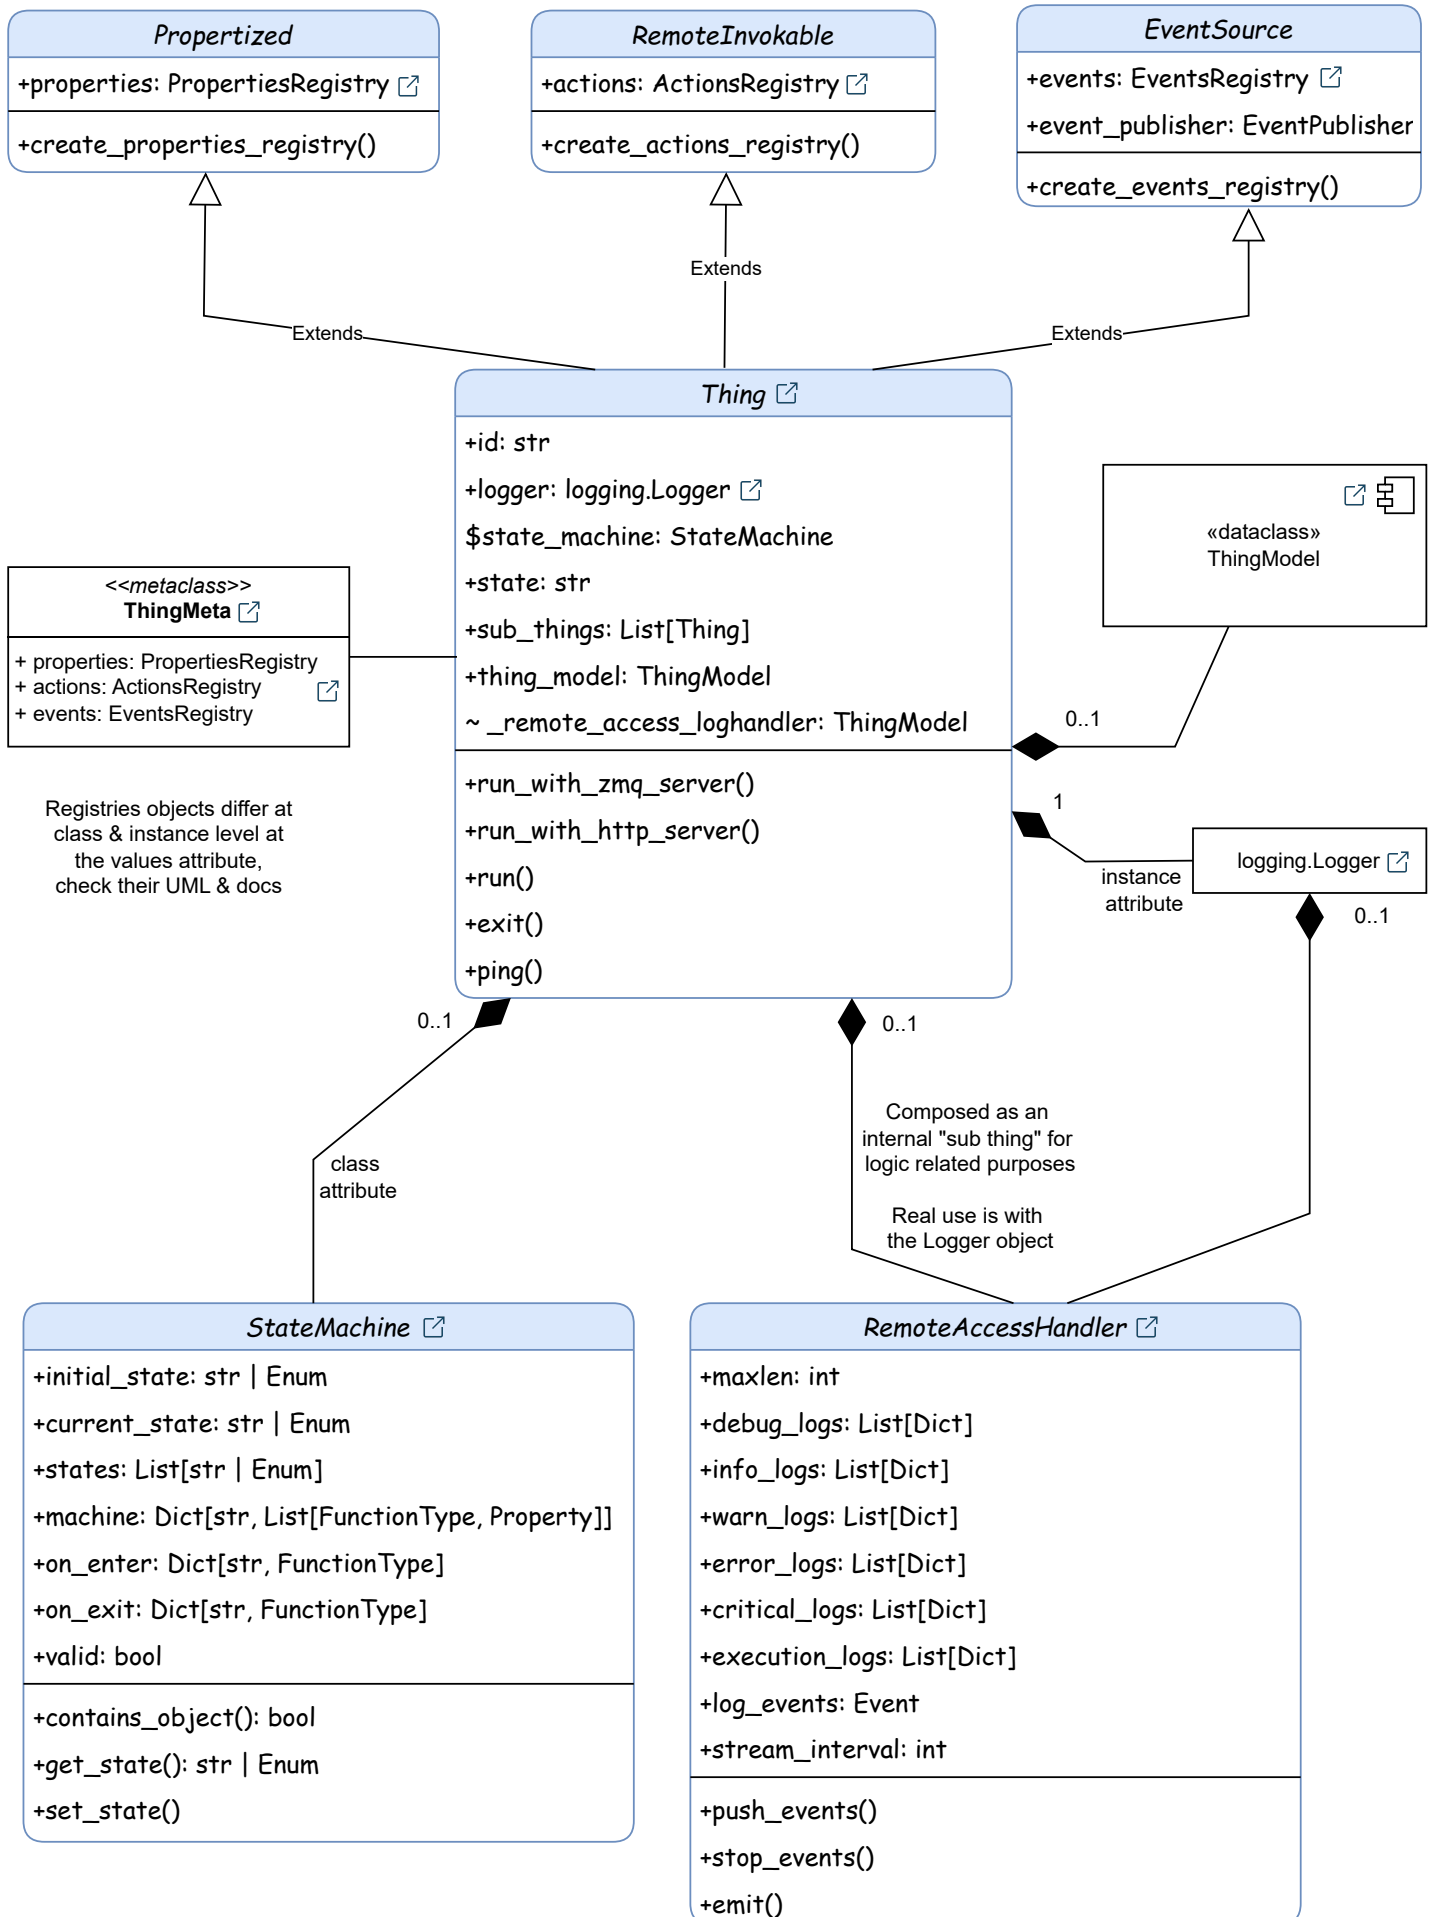 Propertized
+properties: PropertiesRegistry
+create_properties_registry()
RemoteInvokable
+actions: ActionsRegistry
+create_actions_registry()
EventSource
+events: EventsRegistry
+event_publisher: EventPublisher
+create_events_registry()
Extends
Extends
Extends
Thing
+id: str
+logger: logging.Logger
$state_machine: StateMachine
+state: str
+sub_things: List[Thing]
+thing_model: ThingModel
~ _remote_access_loghandler: ThingModel
+run_with_zmq_server()
+run_with_http_server()
+run()
+exit()
+ping()
«dataclass»
ThingModel
0..1
<<metaclass>>
ThingMeta
+ properties: PropertiesRegistry
+ actions: ActionsRegistry
+ events: EventsRegistry
Registries objects differ at
class & instance level at
the values attribute,
check their UML & docs
1
logging.Logger
instance
attribute
0..1
0..1
0..1
class
attribute
Composed as an
internal "sub thing" for
logic related purposes
Real use is with
the Logger object
StateMachine
+initial_state: str | Enum
+current_state: str | Enum
+states: List[str | Enum]
+machine: Dict[str, List[FunctionType, Property]]
+on_enter: Dict[str, FunctionType]
+on_exit: Dict[str, FunctionType]
+valid: bool
+contains_object(): bool
+get_state(): str | Enum
+set_state()
RemoteAccessHandler
+maxlen: int
+debug_logs: List[Dict]
+info_logs: List[Dict]
+warn_logs: List[Dict]
+error_logs: List[Dict]
+critical_logs: List[Dict]
+execution_logs: List[Dict]
+log_events: Event
+stream_interval: int
+push_events()
+stop_events()
+emit()